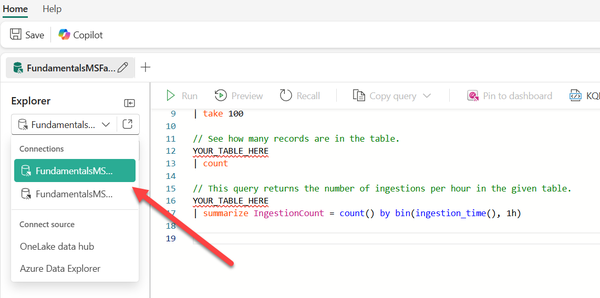 Home Help
Save Copilot
FundamentalsMSFa...
Explorer
Run Preview Recall Copy query Pin to dashboard KQL
Fundamentals...
Connections
FundamentalsMS...
FundamentalsMS...
Connect source
OneLake data hub
Azure Data Explorer
9 | take 100
10
11 // See how many records are in the table.
12 YOUR_TABLE_HERE
13 | count
14
15 // This query returns the number of ingestions per hour in the given table.
16 YOUR_TABLE_HERE
17 | summarize IngestionCount = count() by bin(ingestion_time(), 1h)
18
19